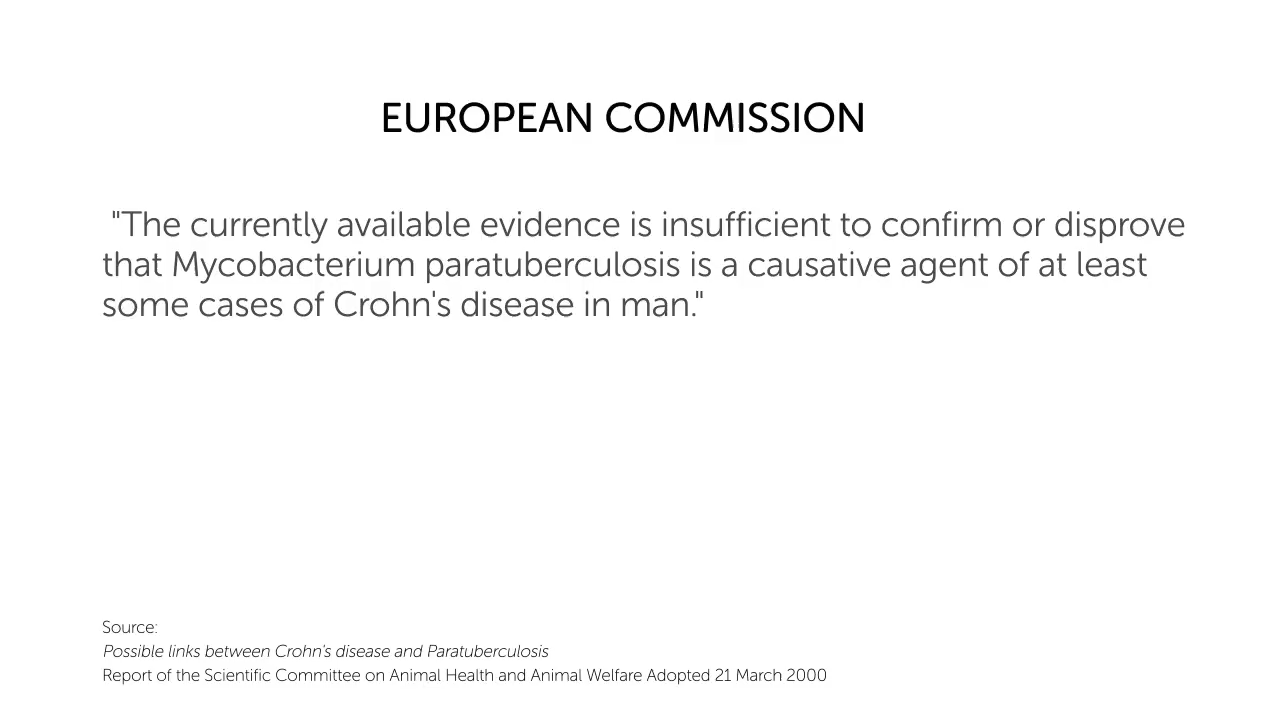 EUROPEAN COMMISSION
"The currently available evidence is insufficient to confirm or disprove
that Mycobacterium paratuberculosis is a causative agent of at least
some cases of Crohn's disease in man."
Source:
Possible links between Crohn's disease and Paratuberculosis
Report of the Scientific Committee on Animal Health and Animal Welfare Adopted 21 March 2000